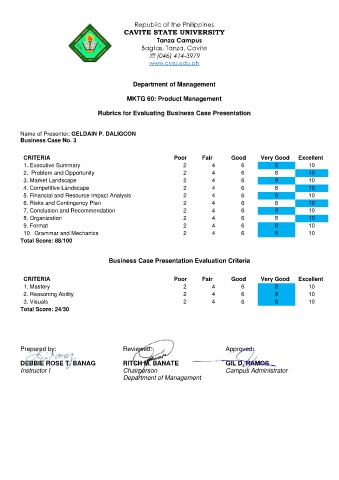 Republic of the Philippines
CAVITE STATE UNIVERSITY
Tanza Campus
Bagtas, Tanza, Cavite
☎ (046) 414-3979
www.cvsu.edu.ph
Department of Management
MKTG 60: Product Management
Rubrics for Evaluating Business Case Presentation
Name of Presenter: GELDAIN P. DALIGCON
Business Case No. 3
CRITERIA Poor Fair Good Very Good Excellent
1. Executive Summary 2 4 6 8 10
2. Problem and Opportunity 2 4 6 8 10
3. Market Landscape 2 4 6 8 10
4. Competitive Landscape 2 4 6 8 10
5. Financial and Resource Impact Analysis 2 4 6 8 10
6. Risks and Contingency Plan 2 4 6 8 10
7. Conclusion and Recommendation 2 4 6 8 10
8. Organization 2 4 6 8 10
9. Format 2 4 6 8 10
10. Grammar and Mechanics 2 4 6 8 10
Total Score: 88/100
Business Case Presentation Evaluation Criteria
CRITERIA Poor Fair Good Very Good Excellent
1. Mastery 2 4 6 8 10
2. Reasoning Ability 2 4 6 8 10
3. Visuals 2 4 6 8 10
Total Score: 24/30
Prepared by: Reviewed: Approved:
DEBBIE ROSE T. BANAG RITCH M. BANATE GIL D. RAMOS
Instructor I Chairperson Campus Administrator
Department of Management